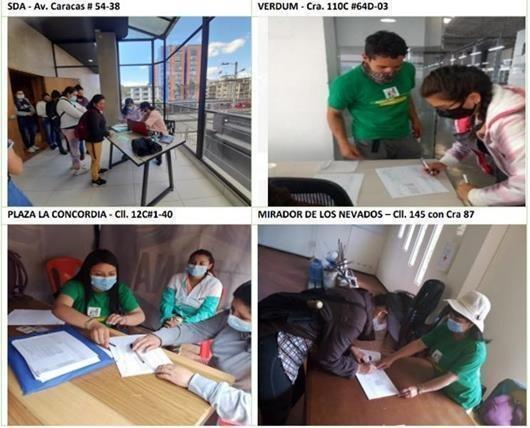 SDA - Av. Caracas # 54-38
VERDUM - Cra. 110C #64D-03
PLAZA LA CONCORDIA - Cll. 12C#1-40
MIRADOR DE LOS NEVADOS – Cll. 145 con Cra 87